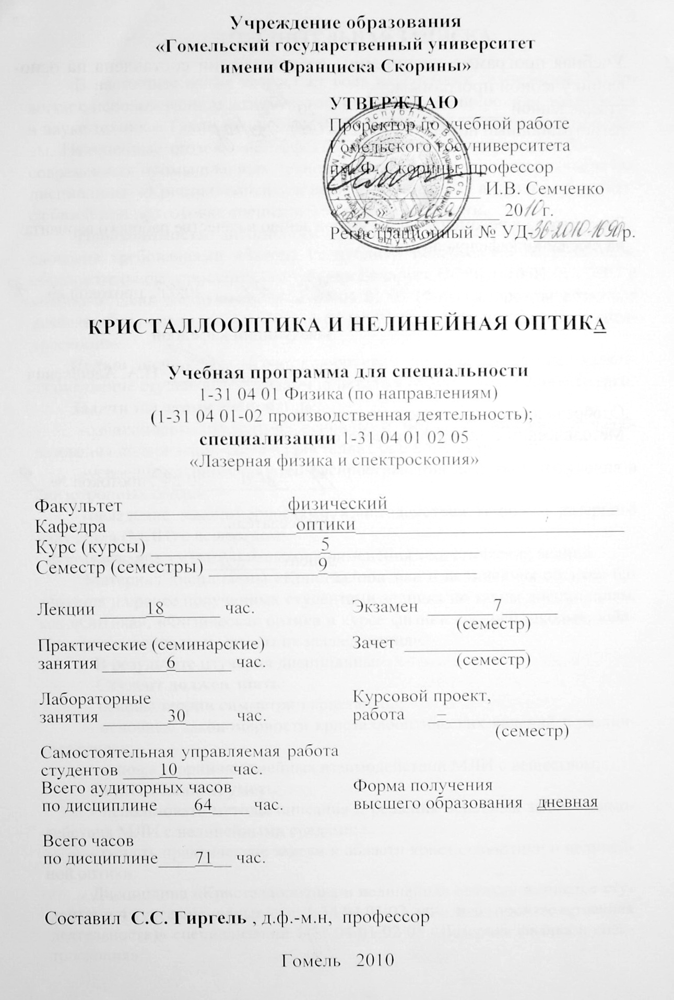 Учреждение образования
«Гомельский государственный университет
имени Франциска Скорины»
УТВЕРЖДАЮ
Проректор по учебной работе
Гомельского госуниверситета
им. Ф. Скорины, профессор
И.В. Семченко
« » 2010 г.
Регистрационный № УД-36-2010-1690/р.
КРИСТАЛЛООПТИКА И НЕЛИНЕЙНАЯ ОПТИКА
Учебная программа для специальности
1-31 04 01 Физика (по направлениям)
(1-31 04 01-02 производственная деятельность);
специализации 1-31 04 01 02 05
«Лазерная физика и спектроскопия»
Факультет физический
Кафедра оптики
Курс (курсы) 5
Семестр (семестры) 9
Лекции 18 час. Экзамен 7
(семестр)
Практические (семинарские) Зачет
занятия 6 час. (семестр)
Лабораторные Курсовой проект,
занятия 30 час. работа –
(семестр)
Самостоятельная управляемая работа
студентов 10 час.
Всего аудиторных часов Форма получения
по дисциплине 64 час. высшего образования дневная
Всего часов
по дисциплине 71 час.
Составил С.С. Гиргель , д.ф.-м.н, профессор
Гомель 2010